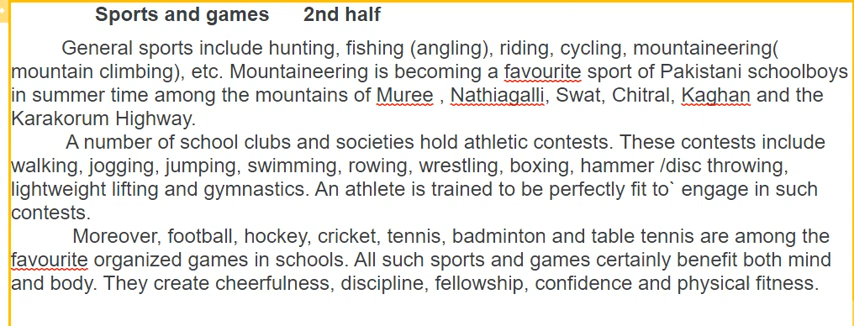 Sports and games 2nd half
General sports include hunting, fishing (angling), riding, cycling, mountaineering(
mountain climbing), etc. Mountaineering is becoming a favourite sport of Pakistani schoolboys
in summer time among the mountains of Muree , Nathiagalli, Swat, Chitral, Kaghan and the
Karakorum Highway.
A number of school clubs and societies hold athletic contests. These contests include
walking, jogging, jumping, swimming, rowing, wrestling, boxing, hammer /disc throwing,
lightweight lifting and gymnastics. An athlete is trained to be perfectly fit to` engage in such
contests.
Moreover, football, hockey, cricket, tennis, badminton and table tennis are among the
favourite organized games in schools. All such sports and games certainly benefit both mind
and body. They create cheerfulness, discipline, fellowship, confidence and physical fitness.